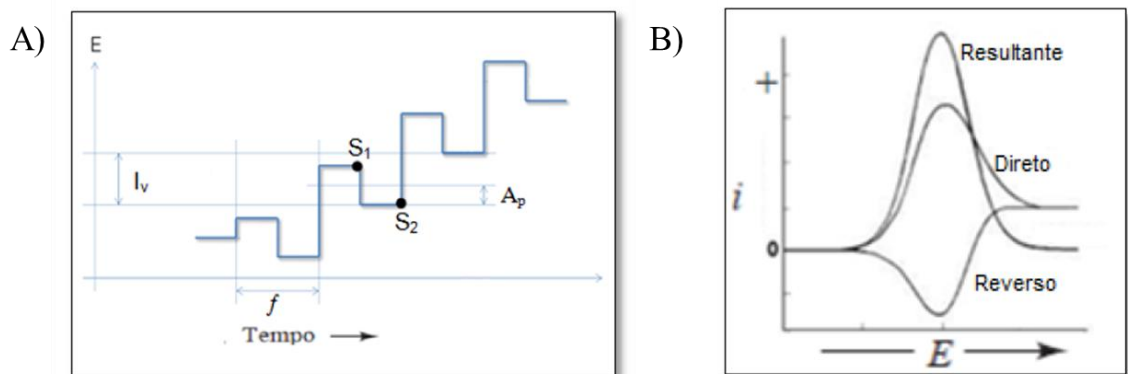 A)
E
S₁
Iᵥ
Aₚ
S₂
f
Tempo
B)
Resultante
+
Direto
i
0
Reverso
E